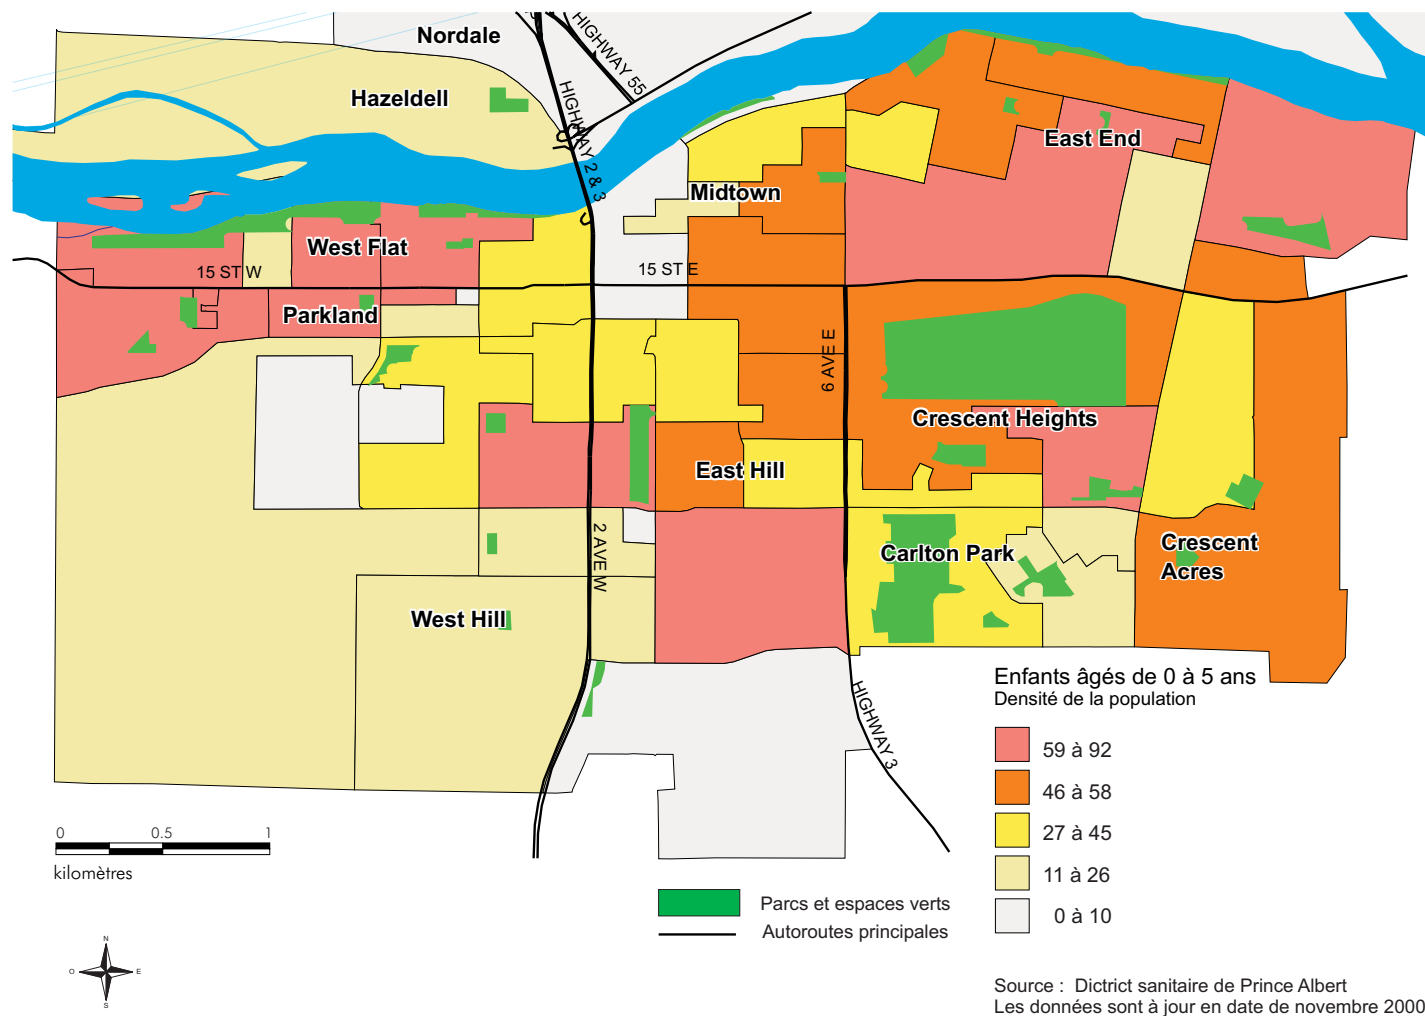 Nordale
HIGHWAY 55
Hazeldell
HIGHWAY 2 & 3
East End
Midtown
West Flat
15 ST W
15 ST E
Parkland
6 AVE E
Crescent Heights
East Hill
2 AVE W
Carlton Park
Crescent
Acres
West Hill
HIGHWAY 3
Enfants âgés de 0 à 5 ans
Densité de la population
59 à 92
46 à 58
27 à 45
11 à 26
0 à 10
0 0.5 1
kilomètres
Parcs et espaces verts
Autoroutes principales
N
O E
S
Source : Dictrict sanitaire de Prince Albert
Les données sont à jour en date de novembre 2000